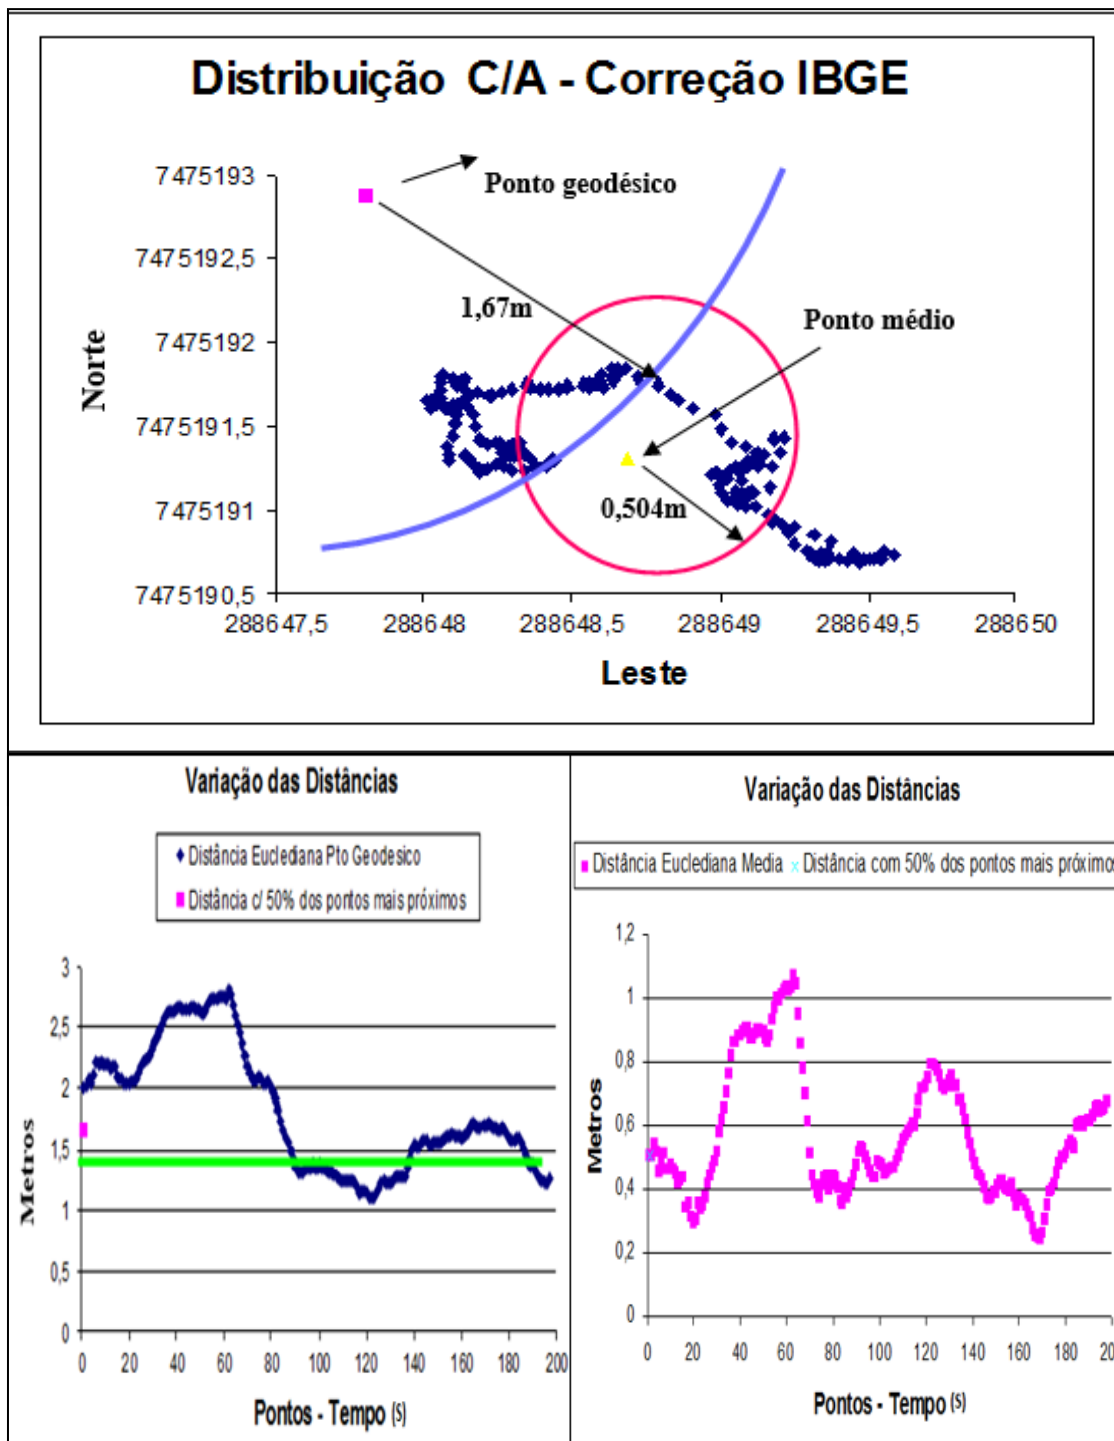 Distribuição C/A - Correção IBGE
7475193
7475192,5
7475192
7475191,5
7475191
7475190,5
Norte
Ponto geodésico
1,67m
Ponto médio
0,504m
288647,5 288648 288648,5 288649 288649,5 288650
Leste
Variação das Distâncias
Distância Euclediana Pto Geodesico
Distância c/ 50% dos pontos mais próximos
3
2,5
2
1,5
1
0,5
0
Metros
0 20 40 60 80 100 120 140 160 180 200
Pontos - Tempo (S)
Variação das Distâncias
Distância Euclediana Media Distância com 50% dos pontos mais próximos
1,2
1
0,8
0,6
0,4
0,2
0
Metros
0 20 40 60 80 100 120 140 160 180 200
Pontos - Tempo (S)